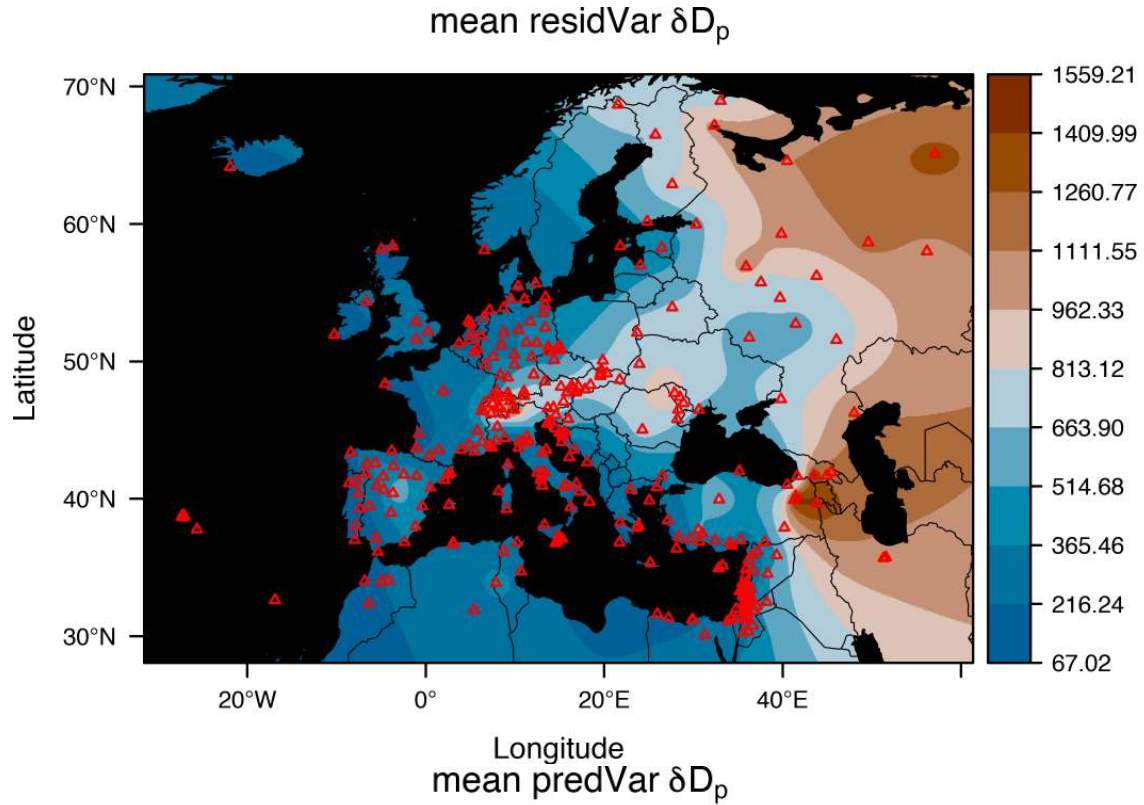 mean residVar δDp
70°N
60°N
50°N
40°N
30°N
Latitude
20°W
0°
20°E
40°E
Longitude
1559.21
1409.99
1260.77
1111.55
962.33
813.12
663.90
514.68
365.46
216.24
67.02
mean predVar δDp